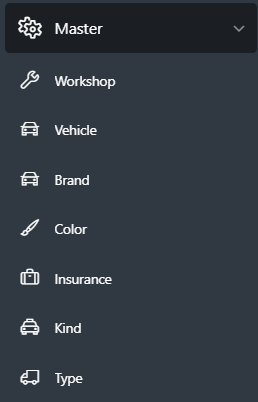 Master
Workshop
Vehicle
Brand
Color
Insurance
Kind
Type